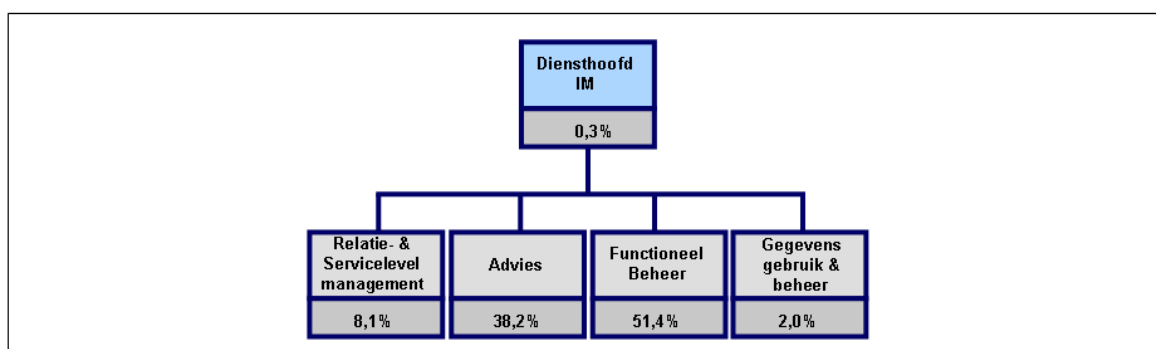 Diensthoofd
IM
0,3%
Relatie- &
Servicelevel
management
8,1%
Advies
38,2%
Functioneel
Beheer
51,4%
Gegevens
gebruik &
beheer
2,0%